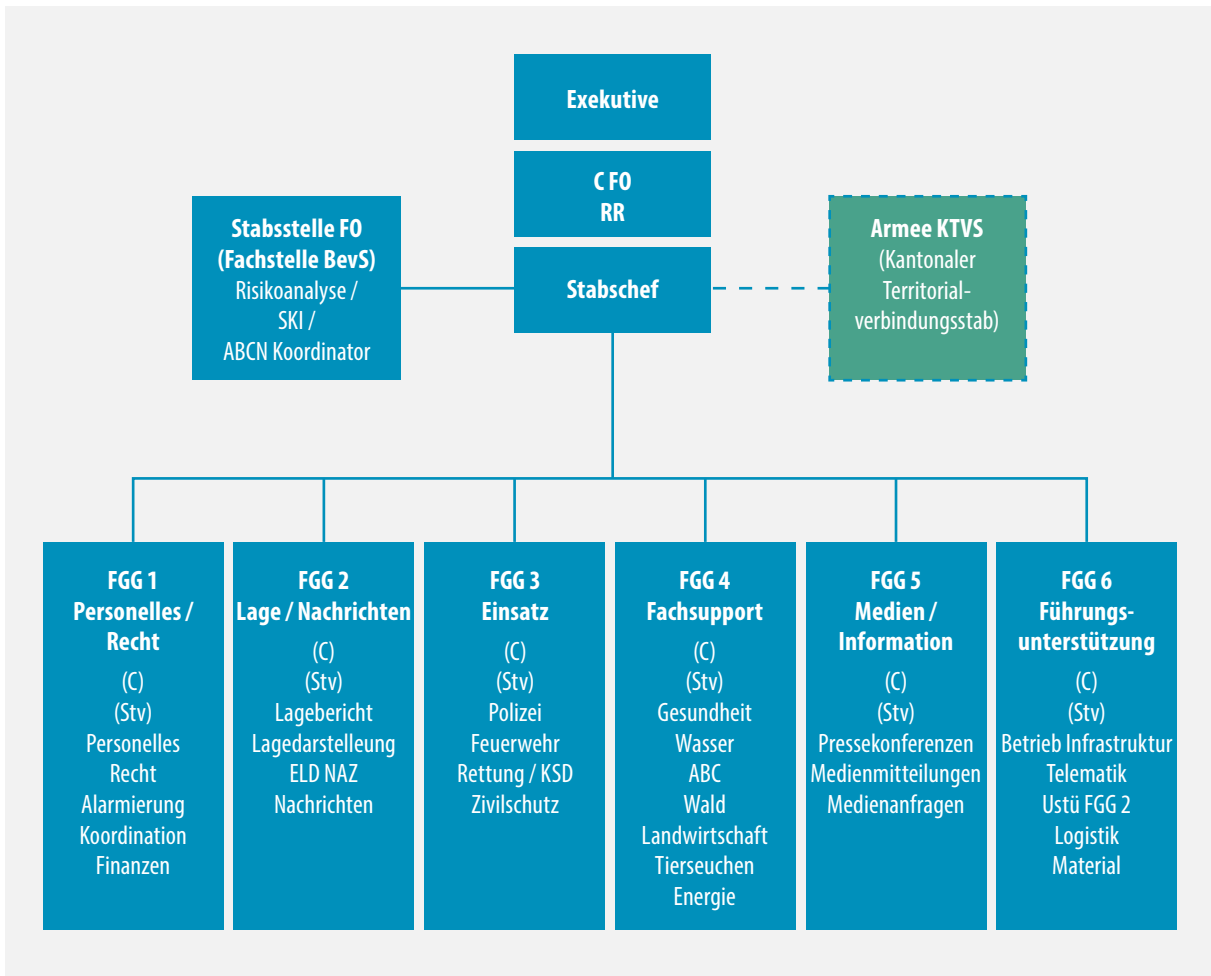 Exekutive
C FO
RR
Stabsstelle FO
(Fachstelle BevS)
Risikoanalyse /
SKI /
ABCN Koordinator
Stabschef
Armee KTVS
(Kantonaler
Territorial-
verbindungsstab)
FGG 1
Personelles /
Recht
(C)
(Stv)
Personelles
Recht
Alarmierung
Koordination
Finanzen
FGG 2
Lage / Nachrichten
(C)
(Stv)
Lagebericht
Lagedarstelleung
ELD NAZ
Nachrichten
FGG 3
Einsatz
(C)
(Stv)
Polizei
Feuerwehr
Rettung / KSD
Zivilschutz
FGG 4
Fachsupport
(C)
(Stv)
Gesundheit
Wasser
ABC
Wald
Landwirtschaft
Tierseuchen
Energie
FGG 5
Medien /
Information
(C)
(Stv)
Pressekonferenzen
Medienmitteilungen
Medienanfragen
FGG 6
Führungs-
unterstützung
(C)
(Stv)
Betrieb Infrastruktur
Telematik
Ustü FGG 2
Logistik
Material